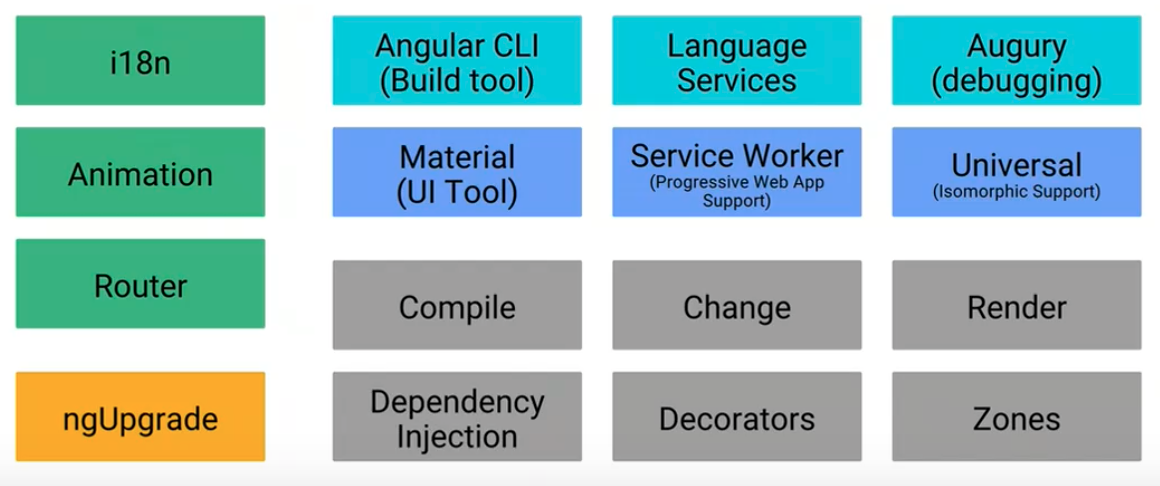 i18n
Angular CLI
(Build tool)
Language
Services
Augury
(debugging)
Animation
Material
(UI Tool)
Service Worker
(Progressive Web App
Support)
Universal
(Isomorphic Support)
Router
Compile
Change
Render
ngUpgrade
Dependency
Injection
Decorators
Zones